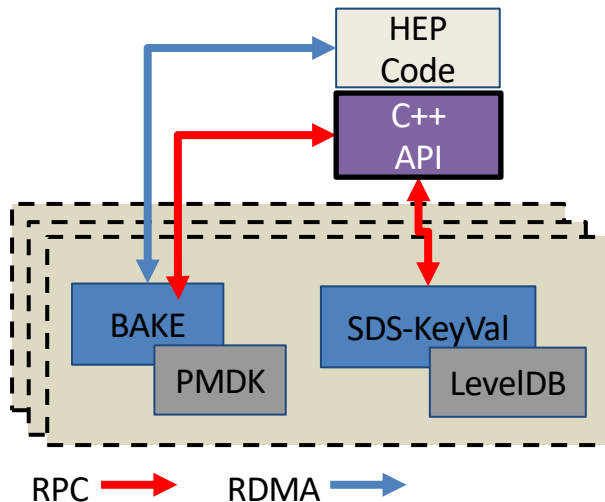 HEP
Code
C++
API
BAKE
SDS-KeyVal
PMDK
LevelDB
RPC
RDMA